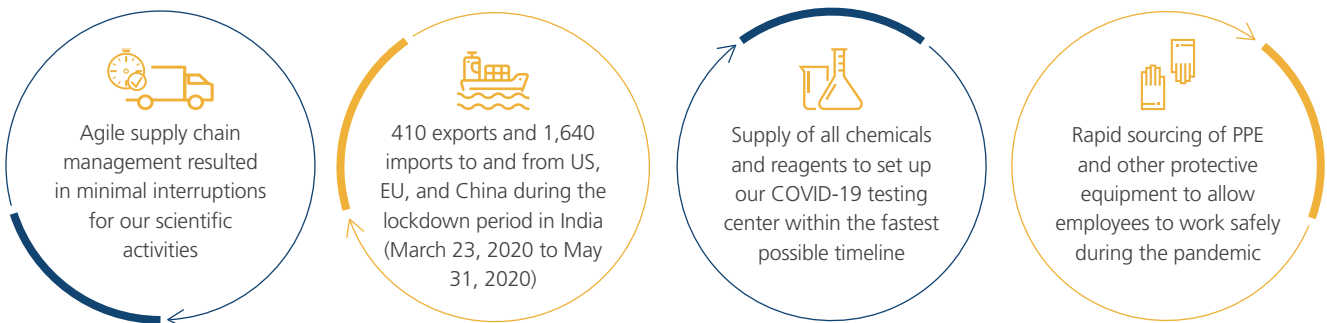 Agile supply chain
management resulted
in minimal interruptions
for our scientific
activities
410 exports and 1,640
imports to and from US,
EU, and China during the
lockdown period in India
(March 23, 2020 to May
31, 2020)
Supply of all chemicals
and reagents to set up
our COVID-19 testing
center within the fastest
possible timeline
Rapid sourcing of PPE
and other protective
equipment to allow
employees to work safely
during the pandemic